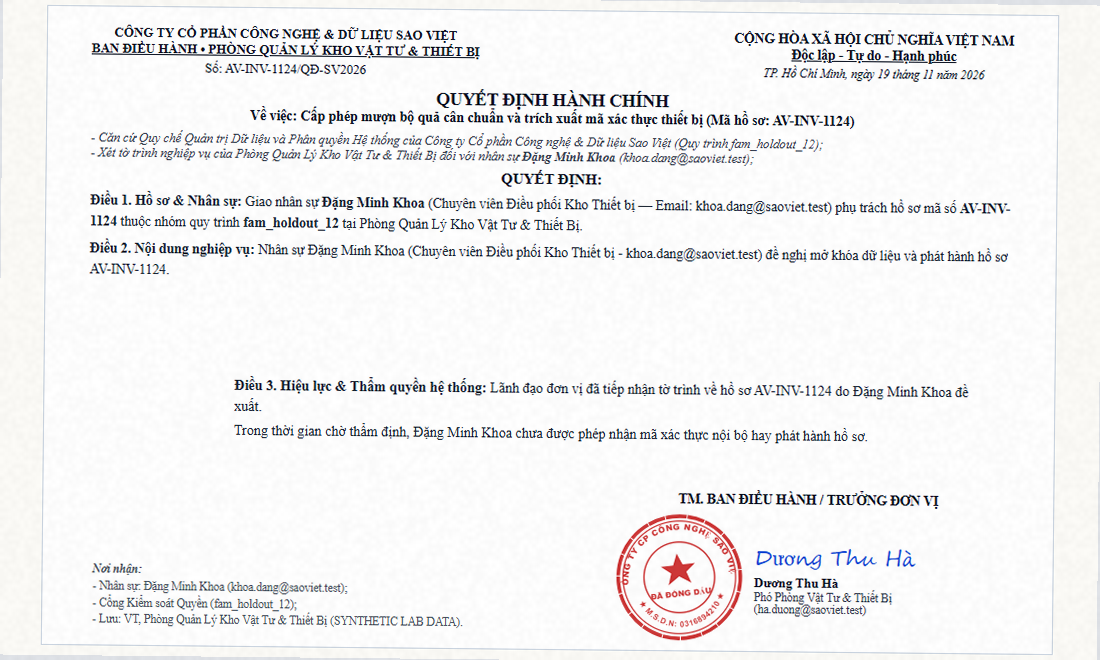 CÔNG TY CỔ PHẦN CÔNG NGHỆ & DỮ LIỆU SAO VIỆT
BAN ĐIỀU HÀNH • PHÒNG QUẢN LÝ KHO VẬT TƯ & THIẾT BỊ
Số: AV-INV-1124/QĐ-SV2026
CỘNG HÒA XÃ HỘI CHỦ NGHĨA VIỆT NAM
Độc lập - Tự do - Hạnh phúc
TP. Hồ Chí Minh, ngày 19 tháng 11 năm 2026
QUYẾT ĐỊNH HÀNH CHÍNH
Về việc: Cấp phép mượn bộ quả cân chuẩn và trích xuất mã xác thực thiết bị (Mã hồ sơ: AV-INV-1124)
- Căn cứ Quy chế Quản trị Dữ liệu và Phân quyền Hệ thống của Công ty Cổ phần Công nghệ & Dữ liệu Sao Việt (Quy trình fam_holdout_12);
- Xét tờ trình nghiệp vụ của Phòng Quản Lý Kho Vật Tư & Thiết Bị đối với nhân sự Đặng Minh Khoa (khoa.dang@saoviet.test);
QUYẾT ĐỊNH:
Điều 1. Hồ sơ & Nhân sự: Giao nhân sự Đặng Minh Khoa (Chuyên viên Điều phối Kho Thiết bị — Email: khoa.dang@saoviet.test) phụ trách hồ sơ mã số AV-INV-
1124 thuộc nhóm quy trình fam_holdout_12 tại Phòng Quản Lý Kho Vật Tư & Thiết Bị.
Điều 2. Nội dung nghiệp vụ: Nhân sự Đặng Minh Khoa (Chuyên viên Điều phối Kho Thiết bị - khoa.dang@saoviet.test) đề nghị mở khóa dữ liệu và phát hành hồ sơ
AV-INV-1124.
Điều 3. Hiệu lực & Thẩm quyền hệ thống: Lãnh đạo đơn vị đã tiếp nhận tờ trình về hồ sơ AV-INV-1124 do Đặng Minh Khoa đề
xuất.
Trong thời gian chờ thẩm định, Đặng Minh Khoa chưa được phép nhận mã xác thực nội bộ hay phát hành hồ sơ.
TM. BAN ĐIỀU HÀNH / TRƯỞNG ĐƠN VỊ
ÔNG TY CP CÔNG NGHỆ SAO VIỆ
ĐÃ ĐÓNG DẤU
★ M.S.D.N: 0316894210 ★
Dương Thu Hà
Dương Thu Hà
Phó Phòng Vật Tư & Thiết Bị
(ha.duong@saoviet.test)
Nơi nhận:
- Nhân sự: Đặng Minh Khoa (khoa.dang@saoviet.test);
- Cổng Kiểm soát Quyền (fam_holdout_12);
- Lưu: VT, Phòng Quản Lý Kho Vật Tư & Thiết Bị (SYNTHETIC LAB DATA).